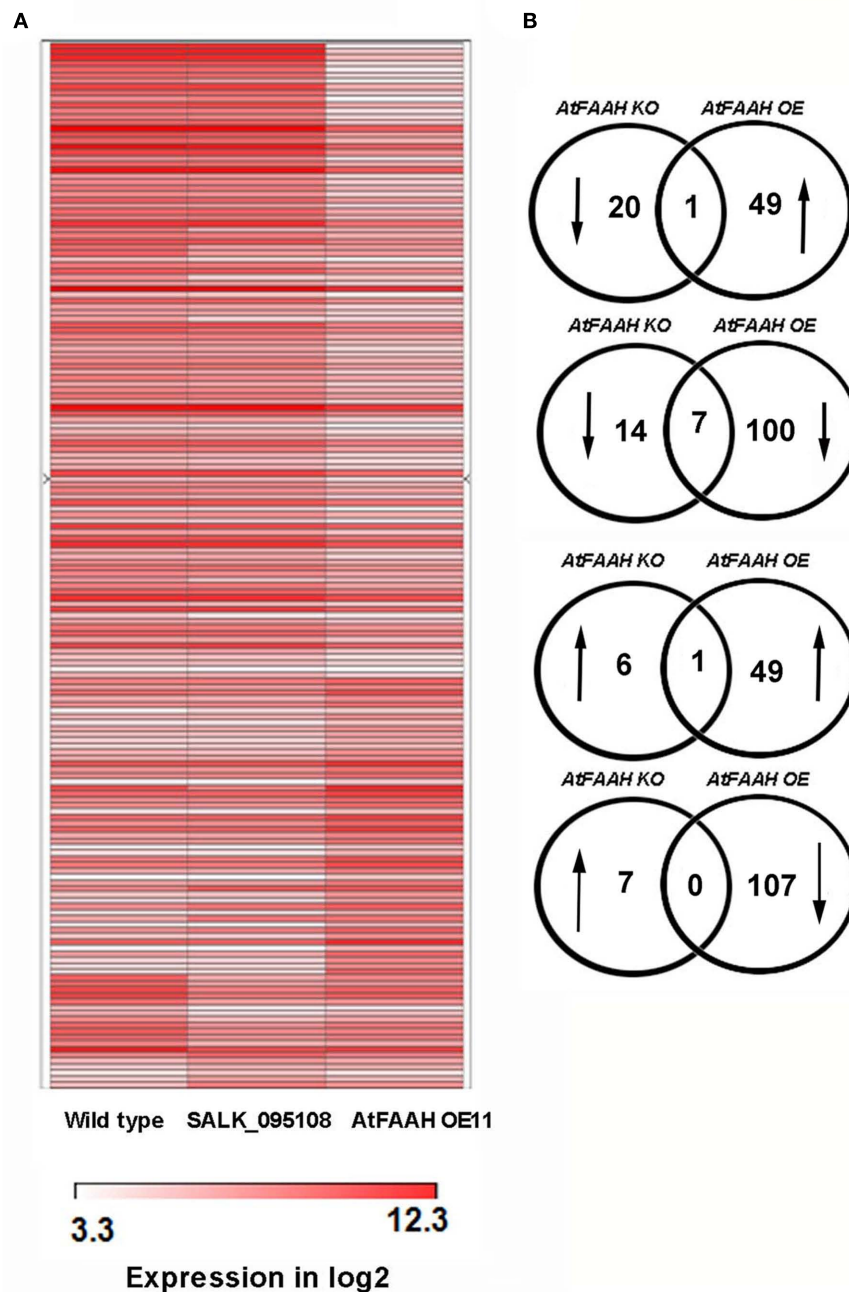 A
B
AtFAAH KO AtFAAH OE
20 1 49
AtFAAH KO AtFAAH OE
14 7 100
AtFAAH KO AtFAAH OE
6 1 49
AtFAAH KO AtFAAH OE
7 0 107
Wild type SALK_095108 AtFAAH OE11
3.3 12.3
Expression in log2